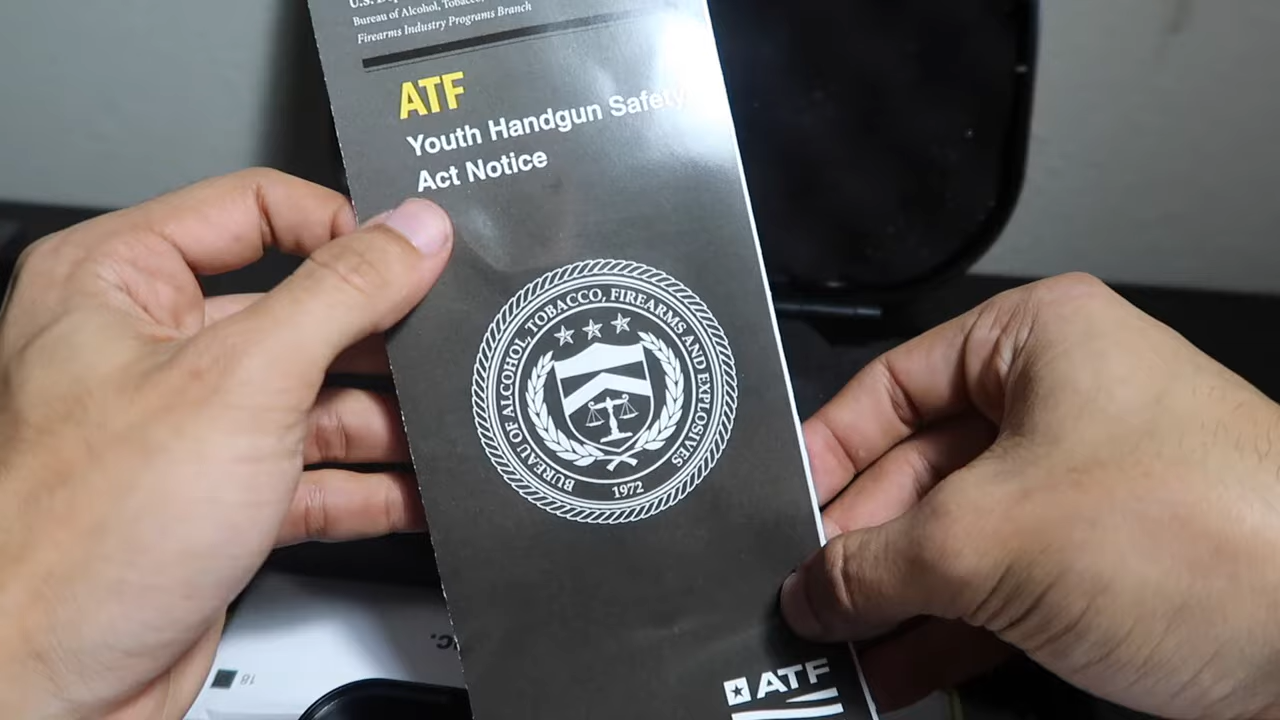 Bureau of Alcohol, Tobacco,
Firearms Industry Programs Branch
ATF
Youth Handgun Safety
Act Notice
BUREAU OF ALCOHOL, TOBACCO, FIREARMS AND EXPLOSIVES
1972
ATF
18